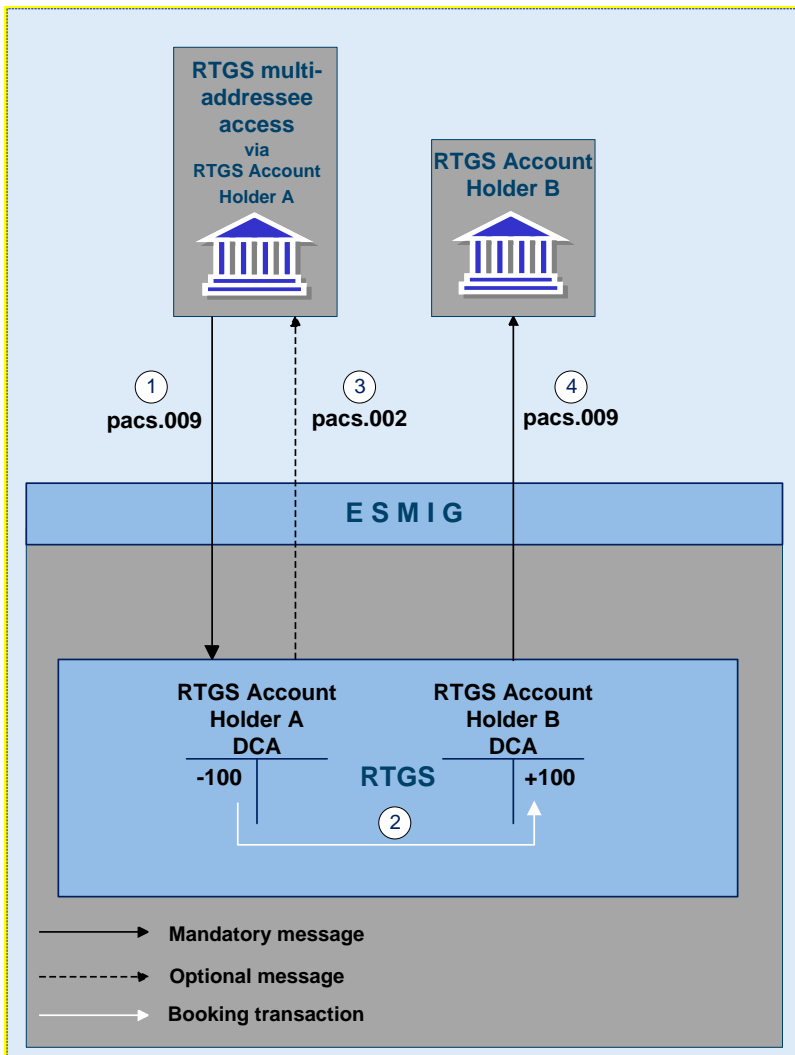 RTGS multi-
addressee
access
via
RTGS Account
Holder A
RTGS Account
Holder B
1
pacs.009
3
pacs.002
4
pacs.009
E S M I G
RTGS Account
Holder A
DCA
RTGS Account
Holder B
DCA
-100
RTGS
+100
2
Mandatory message
Optional message
Booking transaction